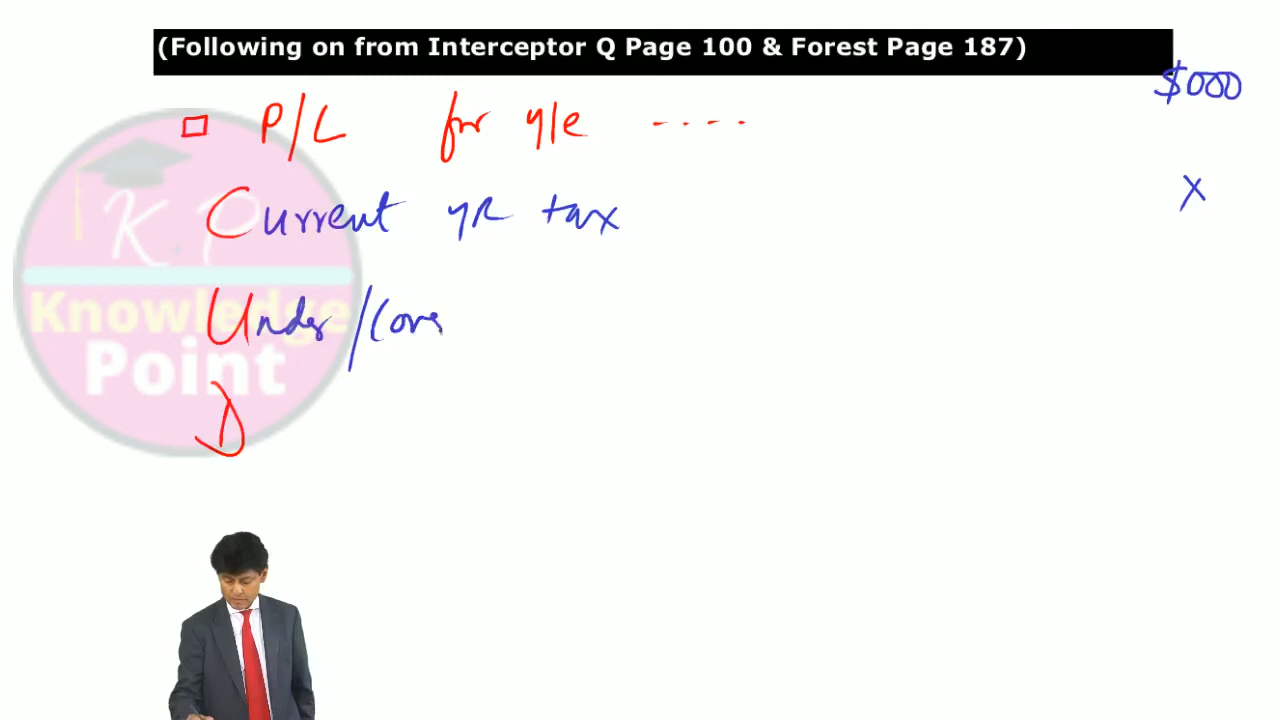 (Following on from Interceptor Q Page 100 & Forest Page 187)
$000
P/L for y/e ....
Current yR tax X
Under/(over
D
K.P
Knowledge
Point